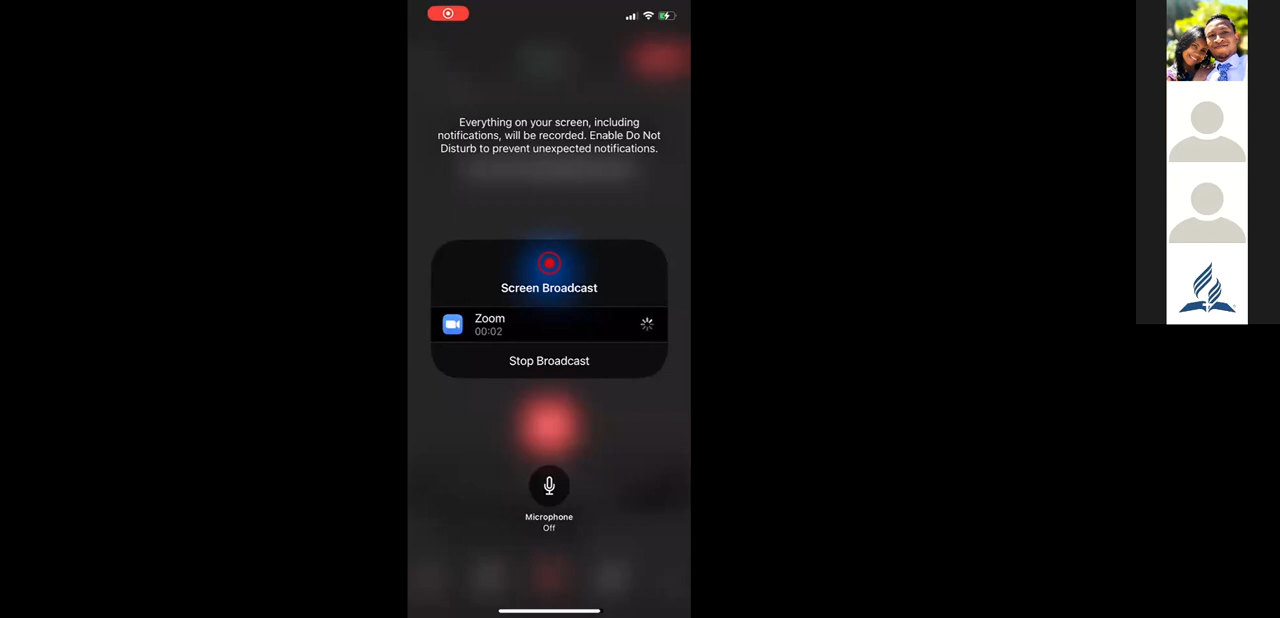 Everything on your screen, including
notifications, will be recorded. Enable Do Not
Disturb to prevent unexpected notifications.
Screen Broadcast
Zoom
00:02
Stop Broadcast
Microphone
Off